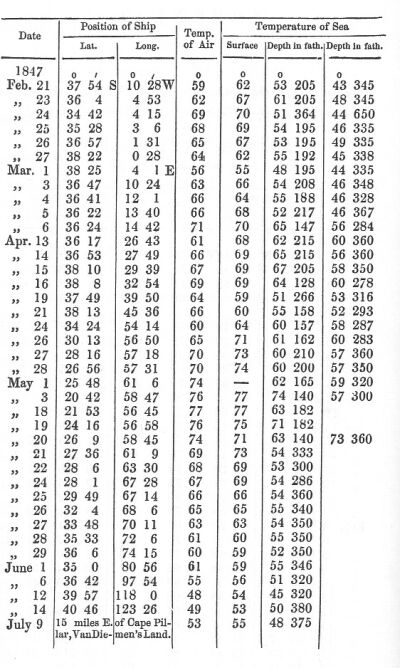 Date Position of Ship Temp. of Air Temperature of Sea
Lat. Long. Surface Depth in fath. Depth in fath.
1847 o ʹ o ʹ o o o o
Feb. 21 37 54 S 10 28W 59 62 53 205 43 345
„ 23 36 4 4 53 62 67 61 205 48 345
„ 24 34 42 4 15 69 70 51 364 44 650
„ 25 35 28 3 6 68 69 54 195 46 335
„ 26 36 57 1 31 65 67 53 195 49 335
„ 27 38 22 0 28 64 62 55 192 45 338
Mar. 1 38 25 4 1 E 56 55 48 195 44 335
„ 3 36 47 10 24 63 66 54 208 46 348
„ 4 36 41 12 1 66 64 55 188 46 328
„ 5 36 22 13 40 66 68 52 217 46 367
„ 6 36 24 14 42 71 70 65 147 56 284
Apr. 13 36 17 26 43 61 68 62 215 60 360
„ 14 36 53 27 49 66 69 65 215 56 360
„ 15 38 10 29 39 67 69 67 205 58 350
„ 16 38 8 32 54 69 69 64 128 60 278
„ 19 37 49 39 50 64 59 51 266 53 316
„ 21 38 13 45 36 66 60 55 158 52 293
„ 24 34 24 54 14 60 64 60 157 58 287
„ 26 30 13 56 50 65 71 61 162 60 283
„ 27 28 16 57 18 70 73 60 210 57 360
„ 28 26 56 57 31 70 74 60 200 57 350
May 1 25 48 61 6 74 — 62 165 59 320
„ 3 20 42 58 47 76 77 74 140 57 300
„ 18 21 53 56 45 77 77 63 182
„ 19 24 16 56 58 76 75 71 182
„ 20 26 9 58 45 74 71 63 140 73 360
„ 21 27 36 61 9 69 73 54 333
„ 22 28 6 63 30 68 69 53 300
„ 24 28 1 67 28 67 69 54 286
„ 25 29 49 67 14 66 66 54 360
„ 26 32 4 68 6 65 65 55 340
„ 27 33 48 70 11 63 63 54 350
„ 28 35 33 72 6 61 60 55 350
„ 29 36 6 74 15 60 59 52 350
June 1 35 0 80 56 61 59 55 346
„ 6 36 42 97 54 55 56 51 320
„ 12 39 57 118 0 48 54 45 320
„ 14 40 46 123 26 49 53 50 380
July 9 15 miles E. of Cape Pil- 53 55 48 375
lar, VanDie- men's Land.